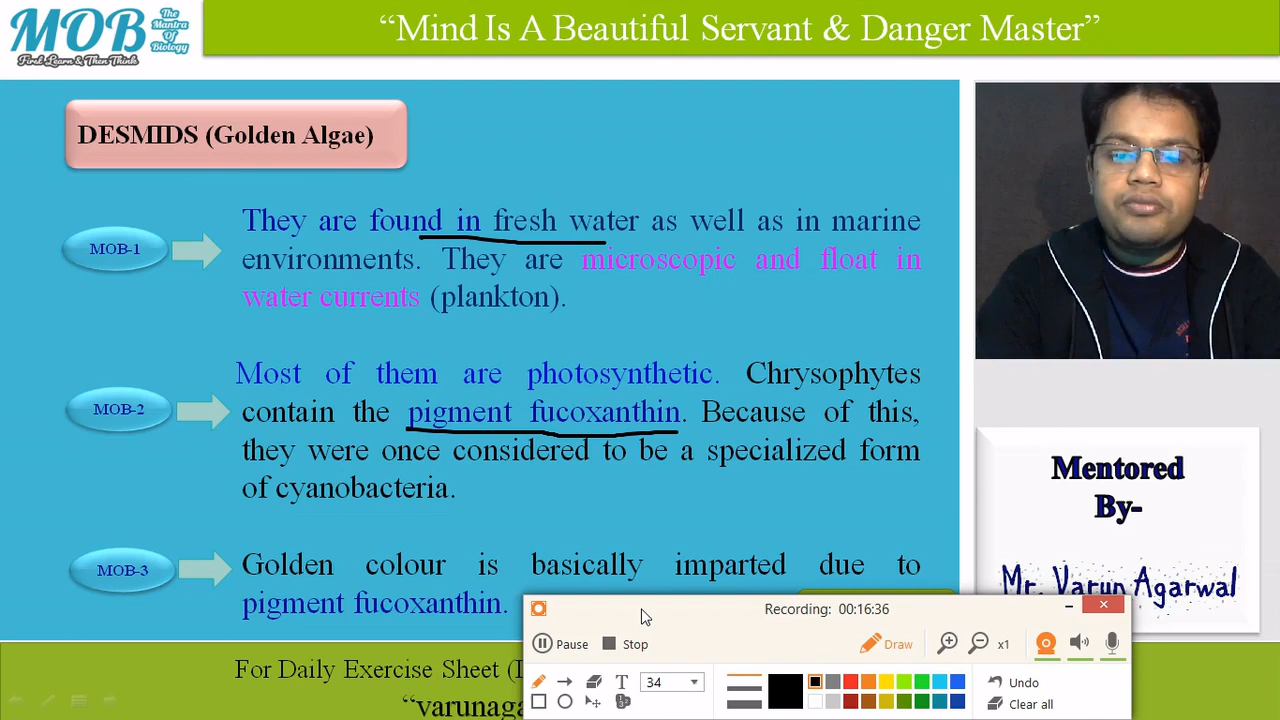 MOB The Mantra Of Biology
First Learn & Then Think
“Mind Is A Beautiful Servant & Danger Master”
DESMIDS (Golden Algae)
MOB-1
They are found in fresh water as well as in marine
environments. They are microscopic and float in
water currents (plankton).
MOB-2
Most of them are photosynthetic. Chrysophytes
contain the pigment fucoxanthin. Because of this,
they were once considered to be a specialized form
of cyanobacteria.
MOB-3
Golden colour is basically imparted due to
pigment fucoxanthin.
Mentored
By-
Mr. Varun Agarwal
Recording: 00:16:36
Pause Stop Draw x1
T 34 Undo
Clear all
For Daily Exercise Sheet
“varunaga